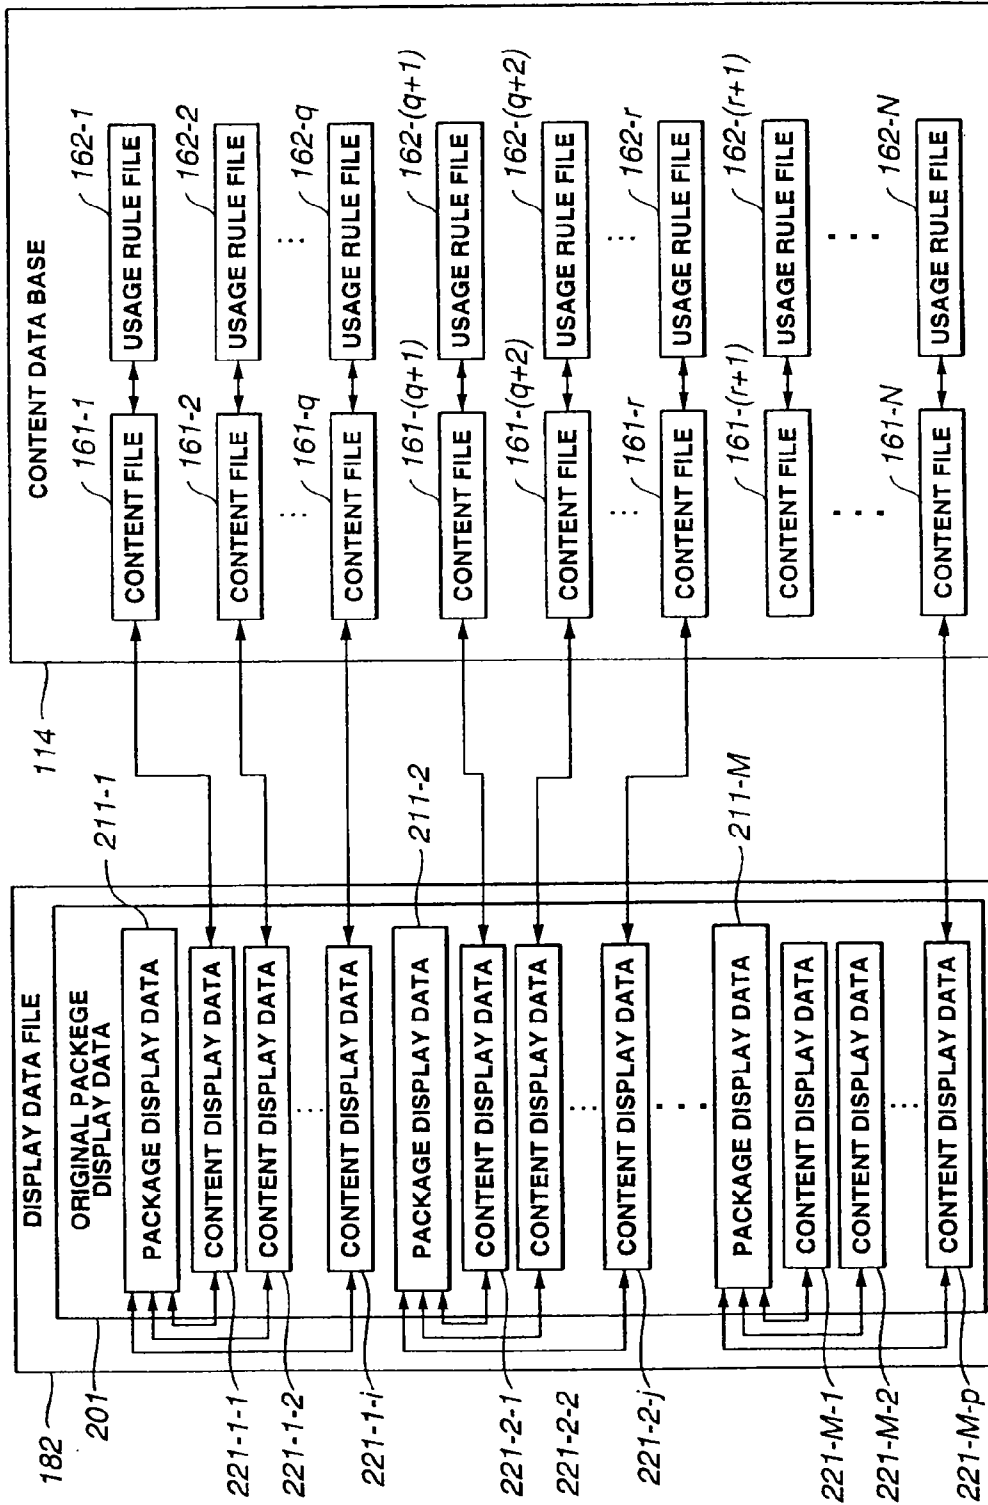 CONTENT DATA BASE
161-1
162-1
CONTENT FILE
USAGE RULE FILE
161-2
162-2
CONTENT FILE
USAGE RULE FILE
...
...
161-q
162-q
CONTENT FILE
USAGE RULE FILE
161-(q+1)
162-(q+1)
CONTENT FILE
USAGE RULE FILE
161-(q+2)
162-(q+2)
CONTENT FILE
USAGE RULE FILE
...
...
161-r
162-r
CONTENT FILE
USAGE RULE FILE
161-(r+1)
162-(r+1)
CONTENT FILE
USAGE RULE FILE
...
...
161-N
162-N
CONTENT FILE
USAGE RULE FILE
114
DISPLAY DATA FILE
ORIGINAL PACKEGE
DISPLAY DATA
211-1
PACKAGE DISPLAY DATA
CONTENT DISPLAY DATA
CONTENT DISPLAY DATA
...
CONTENT DISPLAY DATA
211-2
PACKAGE DISPLAY DATA
CONTENT DISPLAY DATA
CONTENT DISPLAY DATA
...
CONTENT DISPLAY DATA
...
211-M
PACKAGE DISPLAY DATA
CONTENT DISPLAY DATA
CONTENT DISPLAY DATA
...
CONTENT DISPLAY DATA
182
201
221-1-1
221-1-2
221-1-i
221-2-1
221-2-2
221-2-j
221-M-1
221-M-2
221-M-p